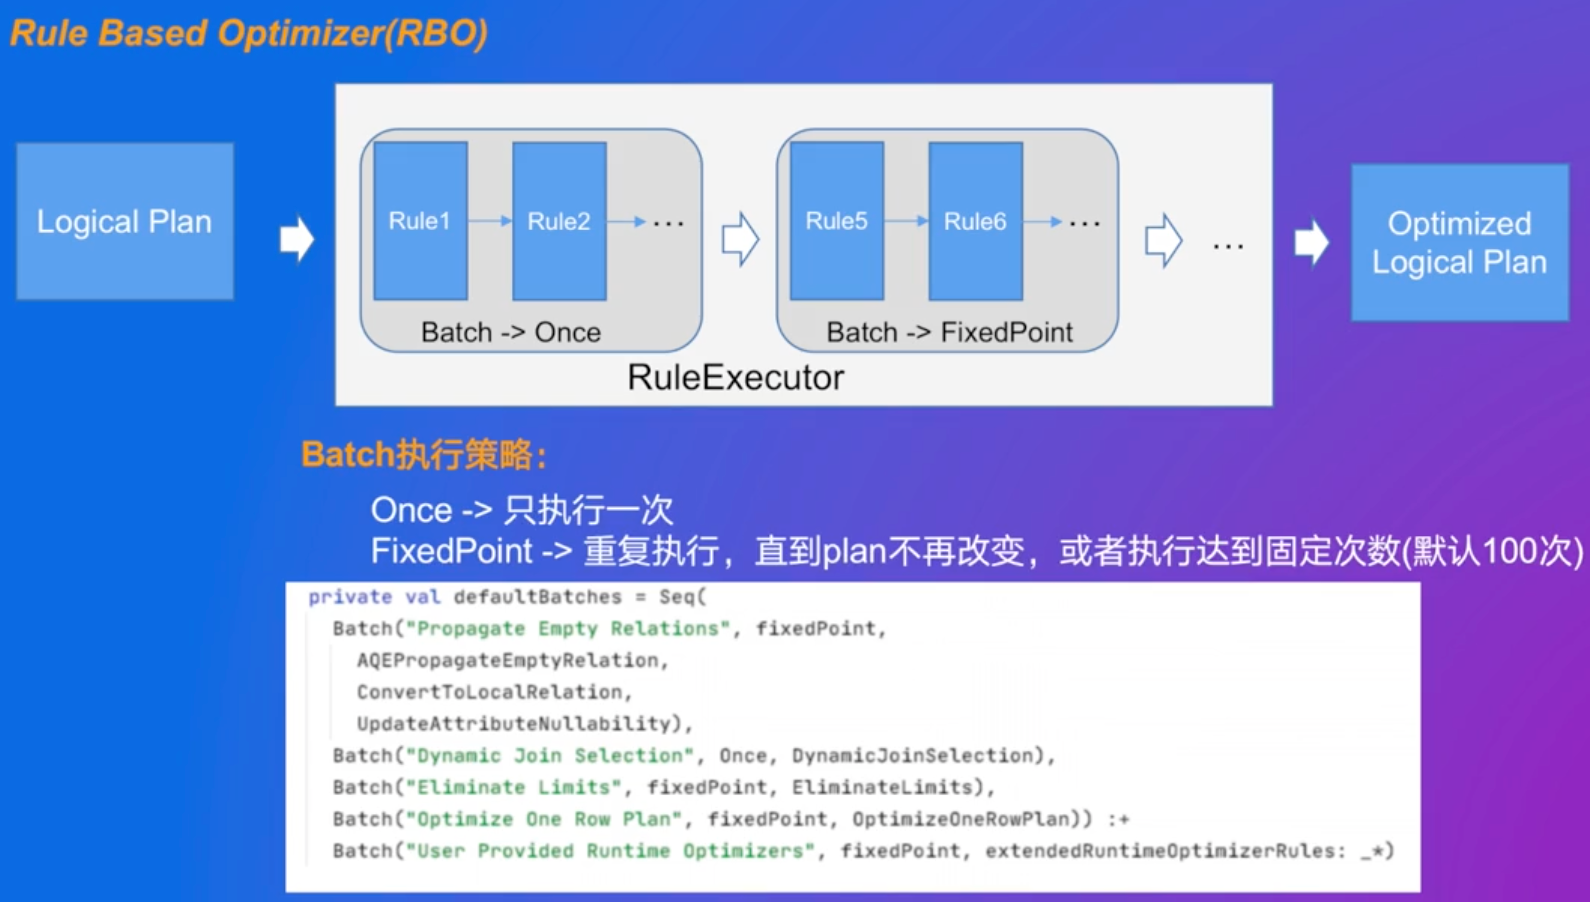 Rule Based Optimizer(RBO)
Logical Plan
Rule1
Rule2
...
Batch -> Once
Rule5
Rule6
...
Batch -> FixedPoint
...
RuleExecutor
Optimized
Logical Plan
Batch执行策略：
Once -> 只执行一次
FixedPoint -> 重复执行，直到plan不再改变，或者执行达到固定次数(默认100次)
private val defaultBatches = Seq(
Batch("Propagate Empty Relations", fixedPoint,
AQEPropagateEmptyRelation,
ConvertToLocalRelation,
UpdateAttributeNullability),
Batch("Dynamic Join Selection", Once, DynamicJoinSelection),
Batch("Eliminate Limits", fixedPoint, EliminateLimits),
Batch("Optimize One Row Plan", fixedPoint, OptimizeOneRowPlan)) :+
Batch("User Provided Runtime Optimizers", fixedPoint, extendedRuntimeOptimizerRules: _*)